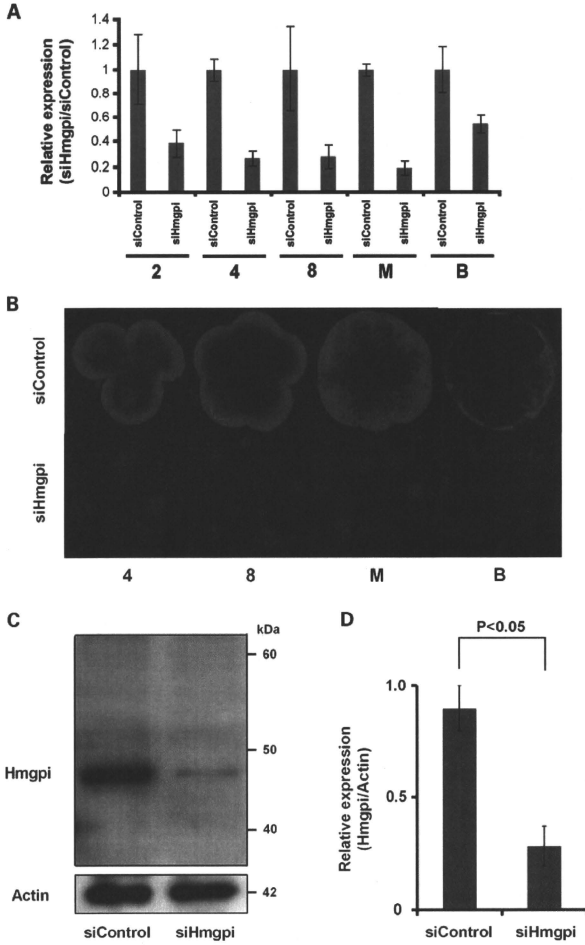 A
Relative expression
(siHmgpi/siControl)
1.4
1.2
1
0.8
0.6
0.4
0.2
0
siControl siHmgpi siControl siHmgpi siControl siHmgpi siControl siHmgpi siControl siHmgpi
2 4 8 M B
B
siControl
siHmgpi
4 8 M B
C
kDa
60
50
Hmgpi
40
Actin
42
siControl siHmgpi
D
P<0.05
Relative expression
(Hmgpi/Actin)
1.0
0.5
0
siControl siHmgpi